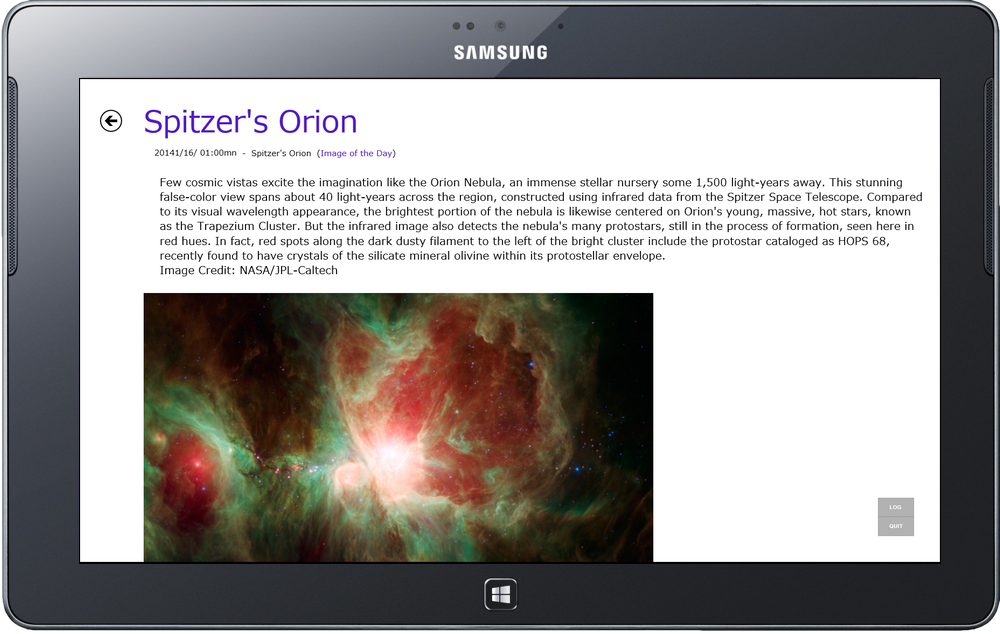 SAMSUNG
Spitzer's Orion
20141/16/ 01:00mn - Spitzer's Orion (Image of the Day)
Few cosmic vistas excite the imagination like the Orion Nebula, an immense stellar nursery some 1,500 light-years away. This stunning
false-color view spans about 40 light-years across the region, constructed using infrared data from the Spitzer Space Telescope. Compared
to its visual wavelength appearance, the brightest portion of the nebula is likewise centered on Orion's young, massive, hot stars, known
as the Trapezium Cluster. But the infrared image also detects the nebula's many protostars, still in the process of formation, seen here in
red hues. In fact, red spots along the dark dusty filament to the left of the bright cluster include the protostar cataloged as HOPS 68,
recently found to have crystals of the silicate mineral olivine within its protostellar envelope.
Image Credit: NASA/JPL-Caltech
LOG
QUIT